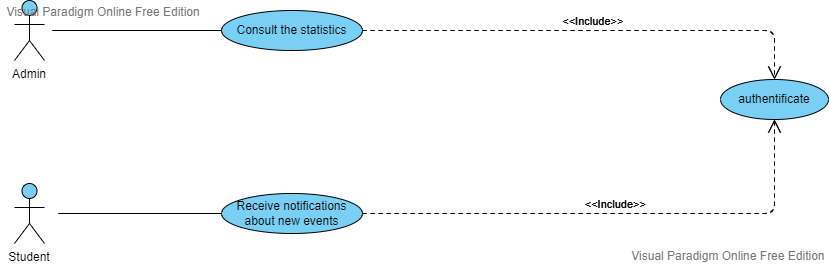 Visual Paradigm Online Free Edition
Consult the statistics
<<Include>>
Admin
authentificate
Receive notifications
about new events
<<Include>>
Student
Visual Paradigm Online Free Edition